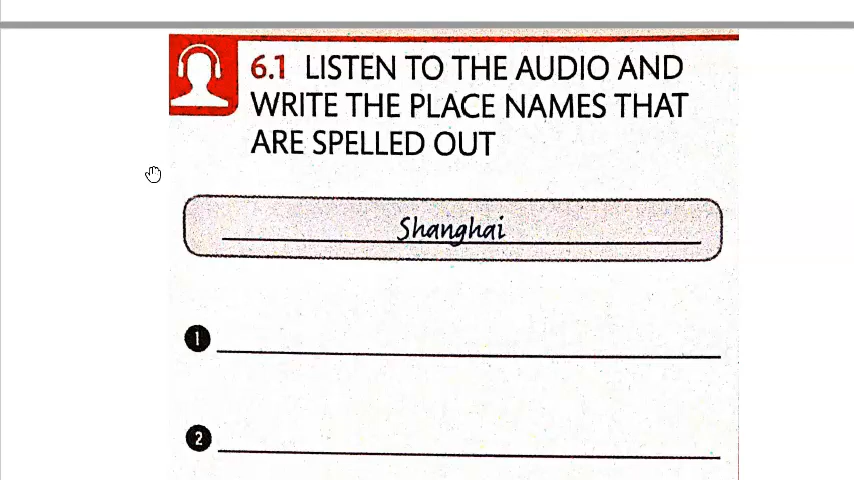 6.1 LISTEN TO THE AUDIO AND
WRITE THE PLACE NAMES THAT
ARE SPELLED OUT
Shanghai
1
2